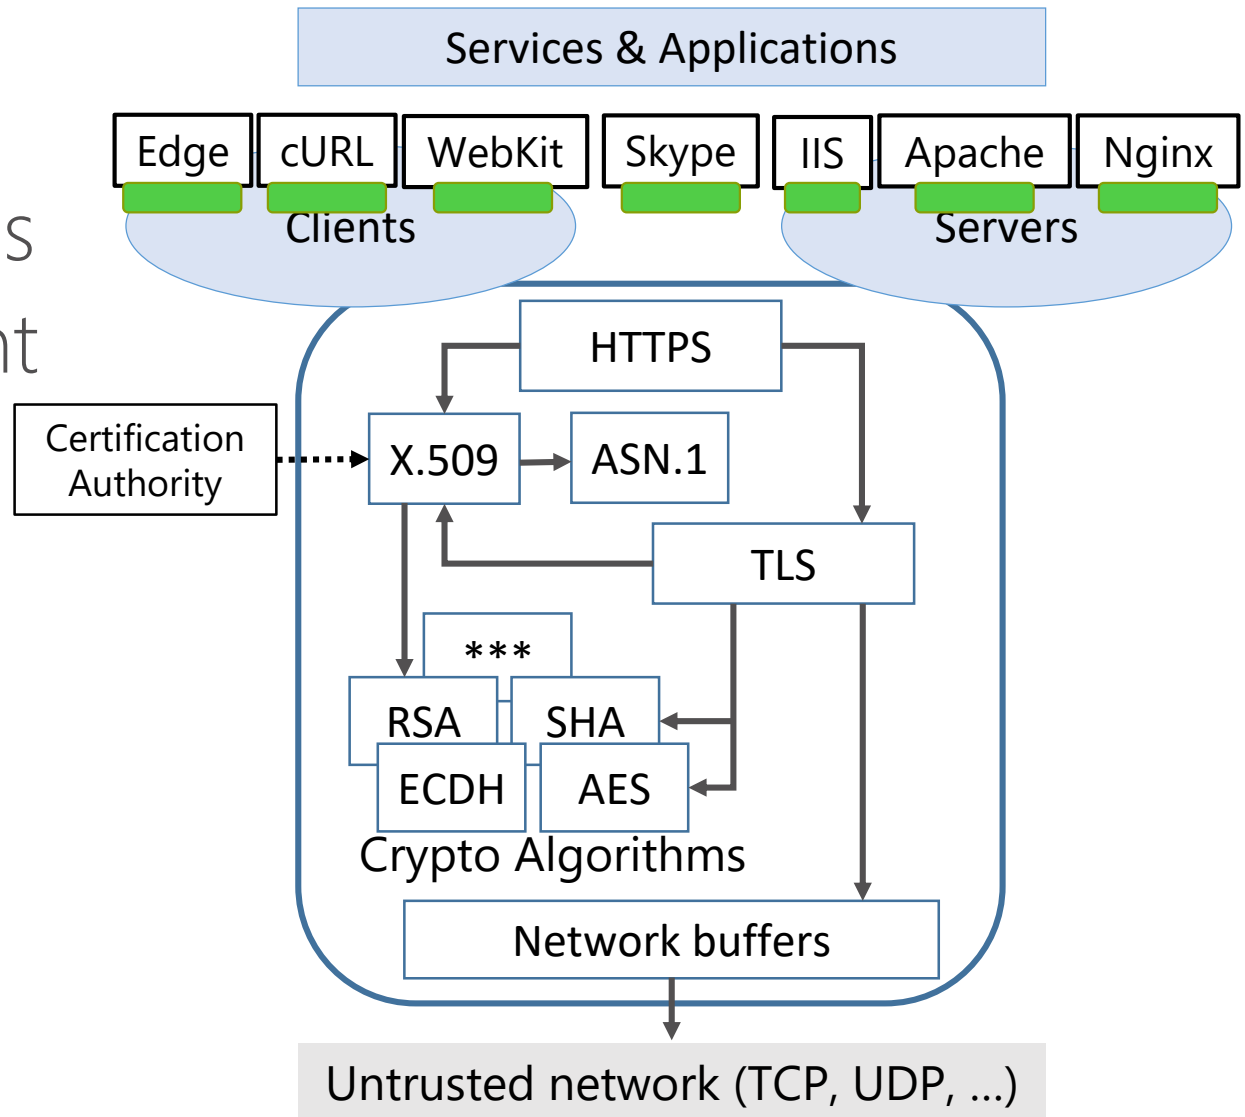 Services & Applications
Edge cURL WebKit Skype IIS Apache Nginx
Clients Servers
s
nt
HTTPS
Certification
Authority
X.509 ASN.1
TLS
***
RSA SHA
ECDH AES
Crypto Algorithms
Network buffers
Untrusted network (TCP, UDP, ...)